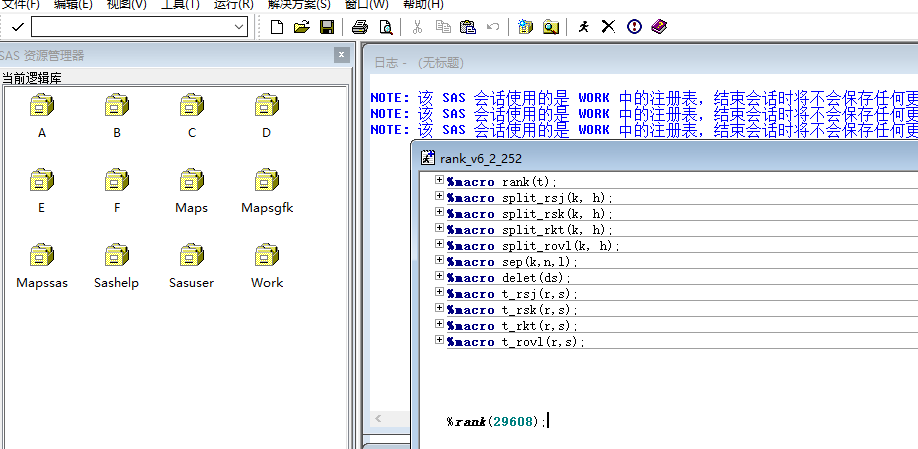 文件(F) 编辑(E) 视图(V) 工具(T) 运行(R) 解决方案(S) 窗口(W) 帮助(H)
SAS 资源管理器
当前逻辑库
A B C D
E F Maps Mapsgfk
Mapssas Sashelp Sasuser Work
日志 - (无标题)
NOTE: 该 SAS 会话使用的是 WORK 中的注册表，结束会话时将不会保存任何更
NOTE: 该 SAS 会话使用的是 WORK 中的注册表，结束会话时将不会保存任何更
NOTE: 该 SAS 会话使用的是 WORK 中的注册表，结束会话时将不会保存任何更
rank_v6_2_252
%macro rank(t);
%macro split_rsj(k, h);
%macro split_rsk(k, h);
%macro split_rkt(k, h);
%macro split_rovl(k, h);
%macro sep(k,n,l);
%macro delet(ds);
%macro t_rsj(r,s);
%macro t_rsk(r,s);
%macro t_rkt(r,s);
%macro t_rovl(r,s);
%rank(29608);